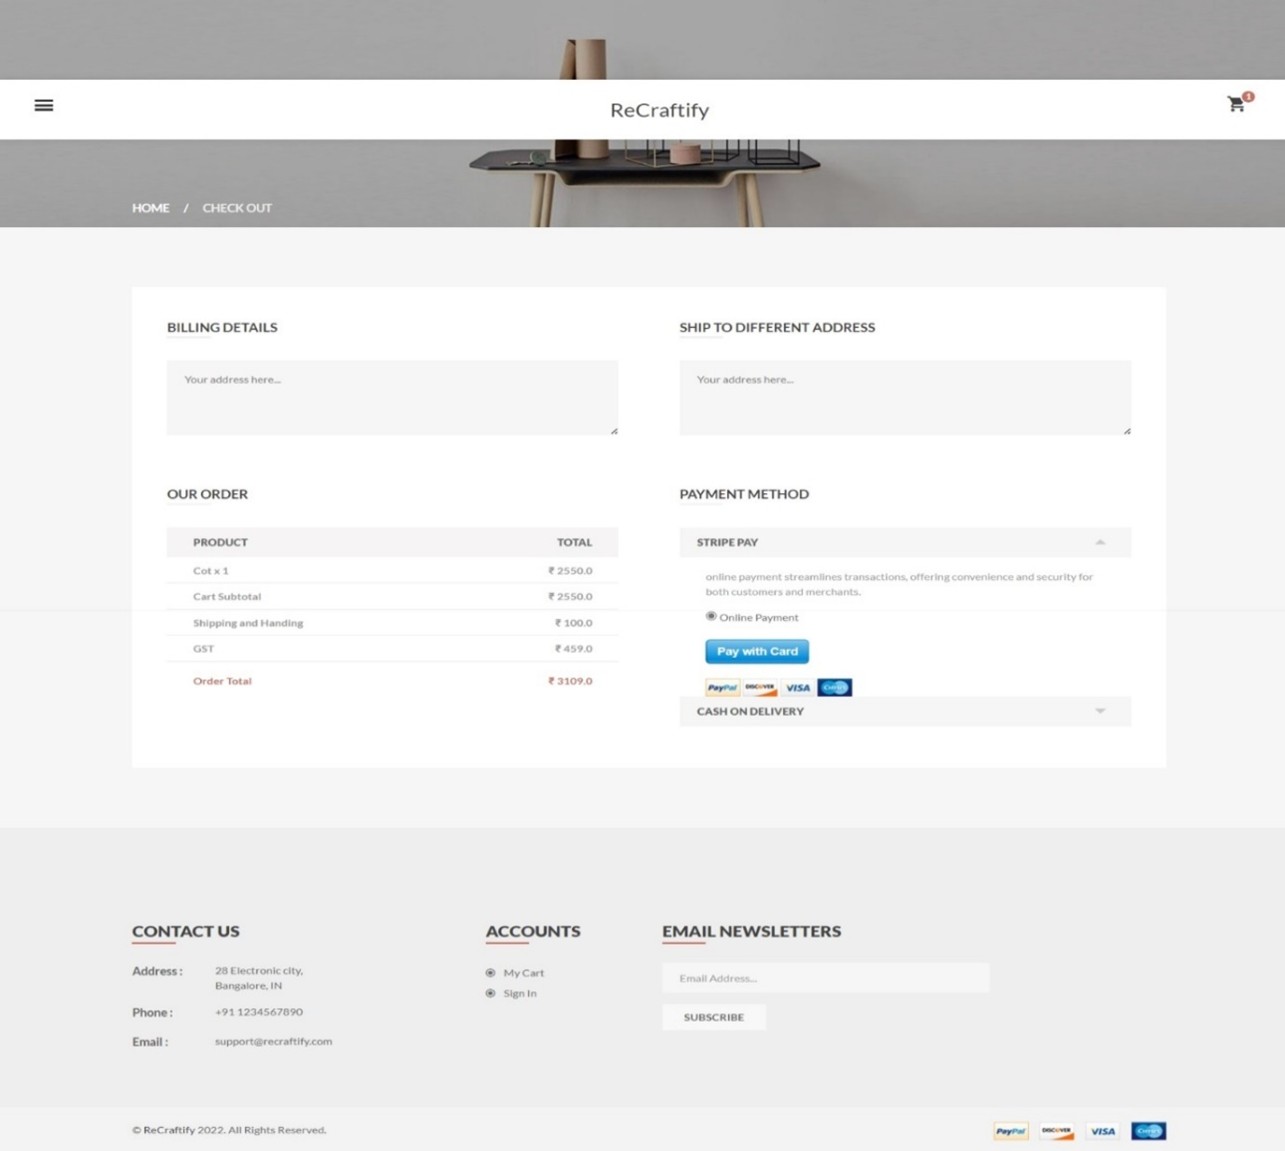 ReCraftify
1
HOME / CHECK OUT
BILLING DETAILS
Your address here...
SHIP TO DIFFERENT ADDRESS
Your address here...
OUR ORDER
PRODUCT TOTAL
Cot x 1 ₹ 2550.0
Cart Subtotal ₹ 2550.0
Shipping and Handing ₹ 100.0
GST ₹ 459.0
Order Total ₹ 3109.0
PAYMENT METHOD
STRIPE PAY
online payment streamlines transactions, offering convenience and security for
both customers and merchants.
Online Payment
Pay with Card
PayPal DISCOVER VISA Cirrus
CASH ON DELIVERY
CONTACT US
Address : 28 Electronic city,
Bangalore, IN
Phone : +91 1234567890
Email : support@recraftify.com
ACCOUNTS
My Cart
Sign In
EMAIL NEWSLETTERS
Email Address...
SUBSCRIBE
© ReCraftify 2022. All Rights Reserved.
PayPal DISCOVER VISA Cirrus